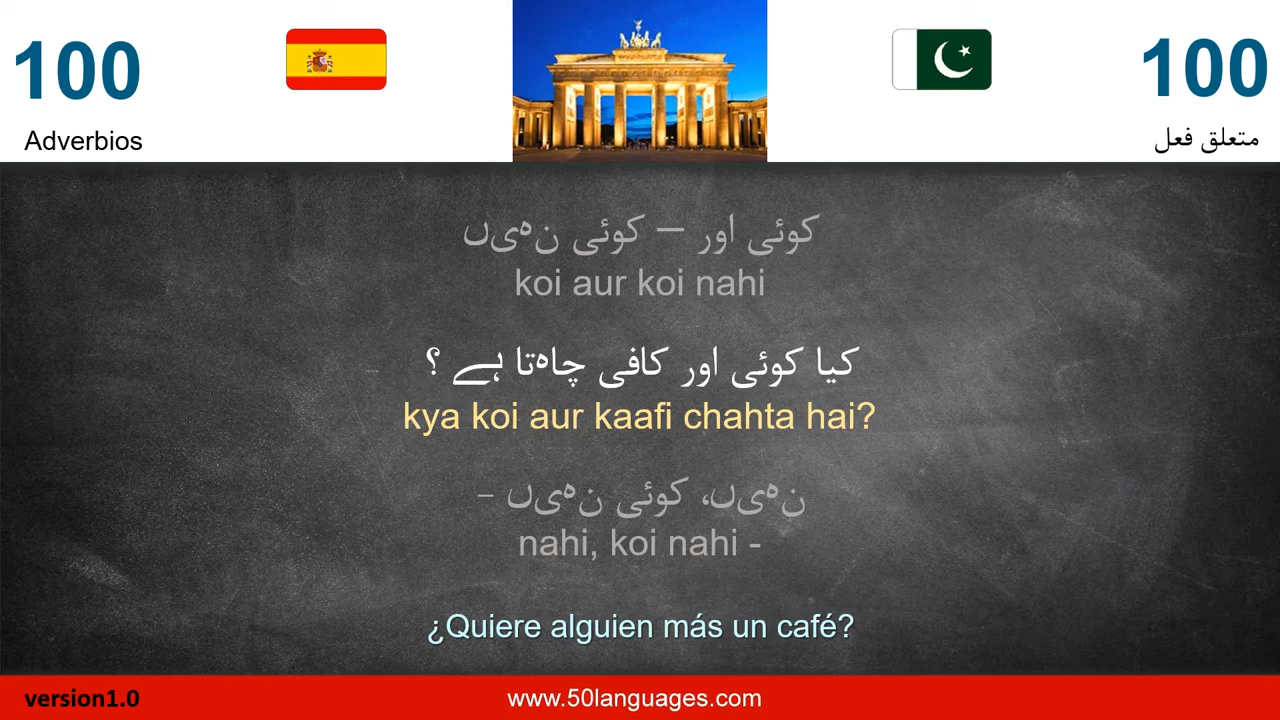 100
100
Adverbios
متعلق فعل
کوئی اور – کوئی نہیں
koi aur koi nahi
کیا کوئی اور کافی چاہتا ہے ؟
kya koi aur kaafi chahta hai?
نہیں، کوئی نہیں –
nahi, koi nahi -
¿Quiere alguien más un café?
version1.0
www.50languages.com